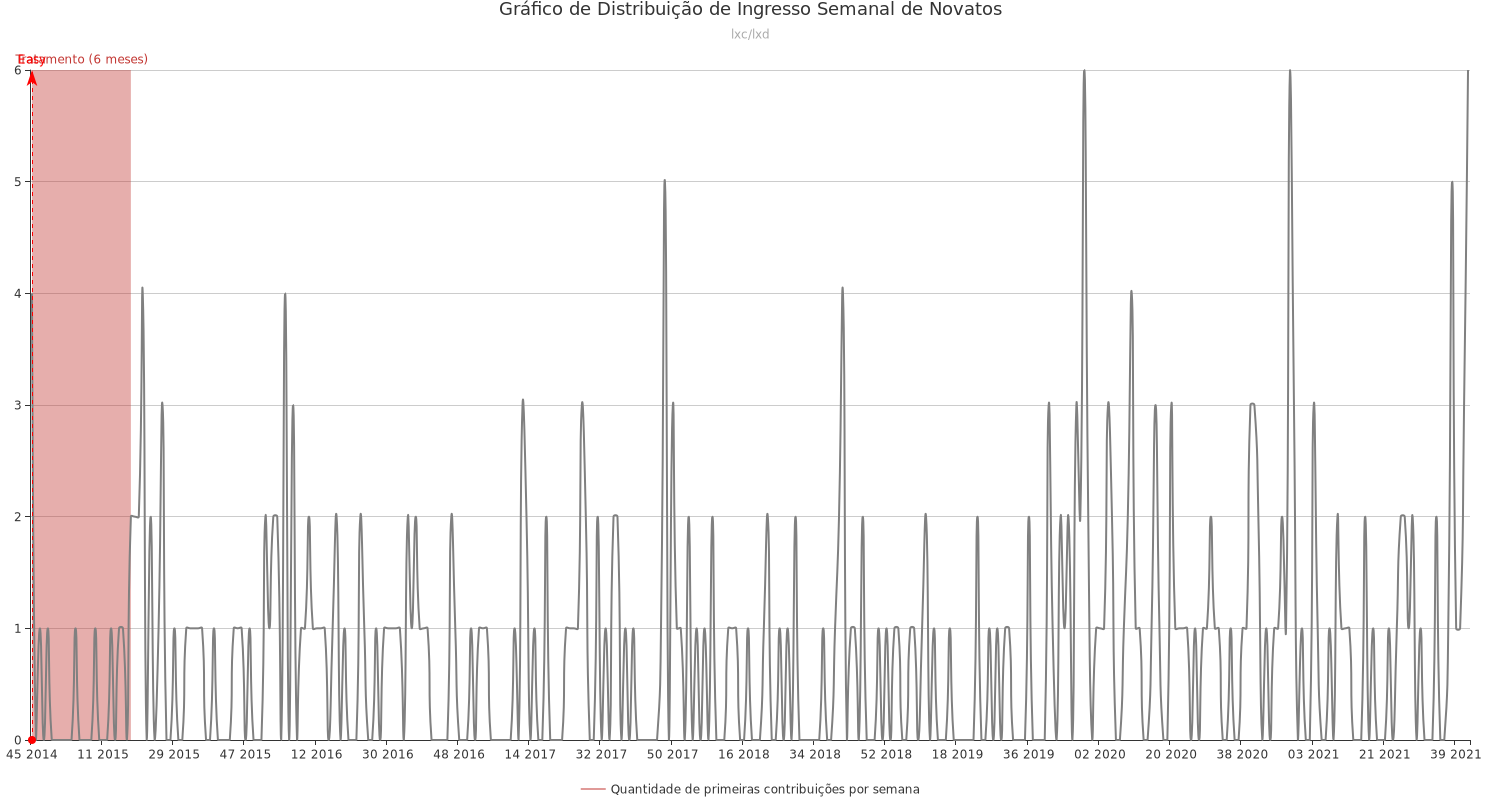 Gráfico de Distribuição de Ingresso Semanal de Novatos
lxc/lxd
Tratamento (6 meses)
Easy
6
5
4
3
2
1
0
45 2014 11 2015 29 2015 47 2015 12 2016 30 2016 48 2016 14 2017 32 2017 50 2017 16 2018 34 2018 52 2018 18 2019 36 2019 02 2020 20 2020 38 2020 03 2021 21 2021 39 2021
Quantidade de primeiras contribuições por semana